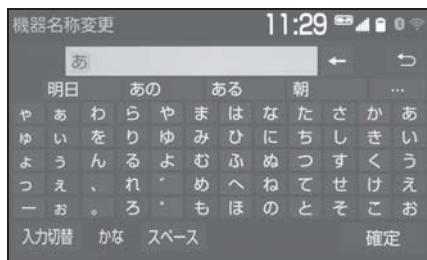 機器名称変更 11:29
あ
明日 あの ある 朝 …
ゃ ぁ わ ら や ま は な た さ か あ
ゅ ぃ を り ゆ み ひ に ち し き い
ょ ぅ ん る よ む ふ ぬ つ す く う
っ ぇ 、 れ ゛ め へ ね て せ け え
ー ぉ 。 ろ ゜ も ほ の と そ こ お
入力切替 かな スペース 確定